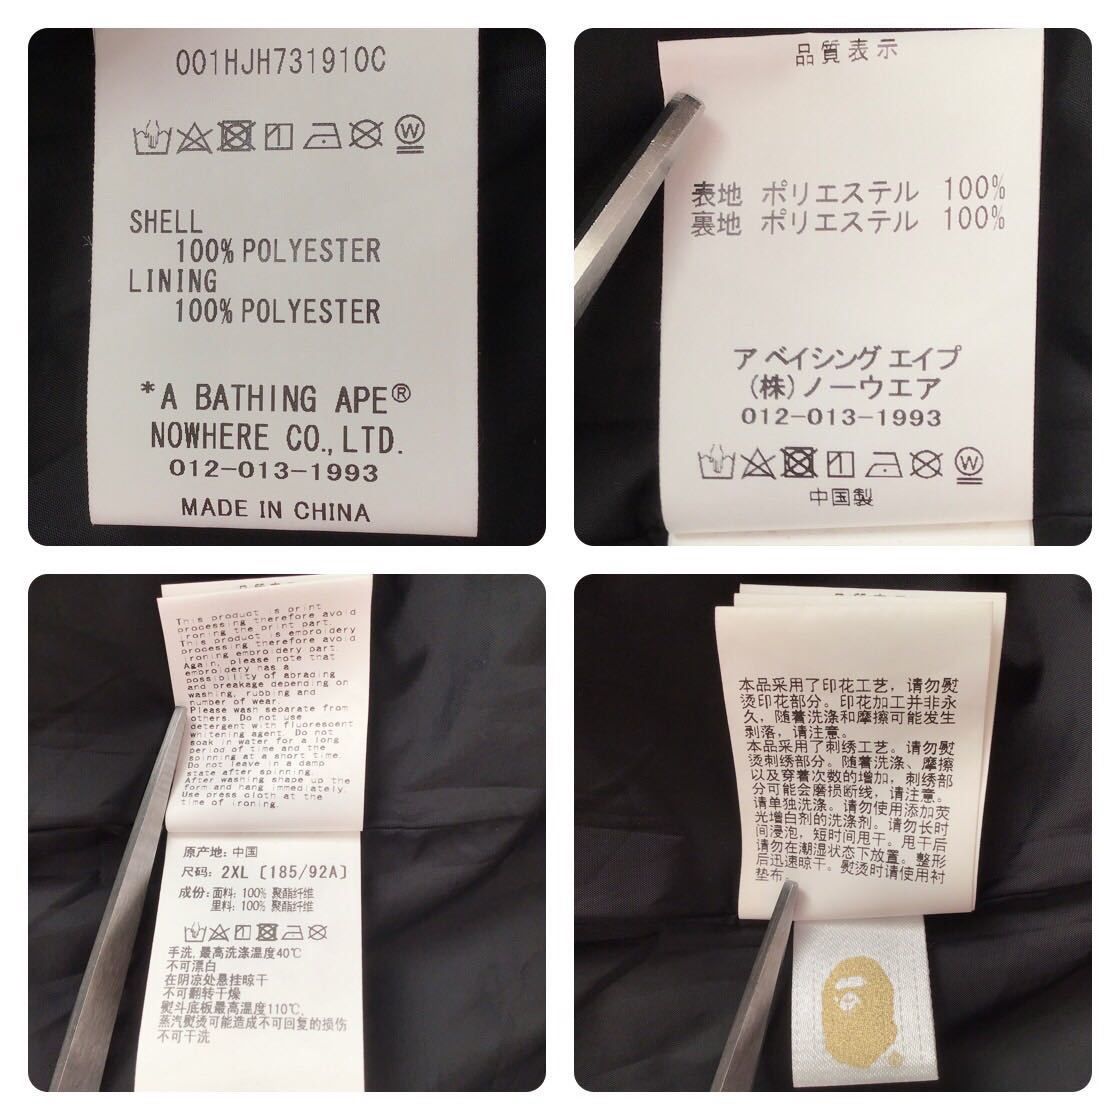 001HJH731910C
SHELL
100% POLYESTER
LINING
100% POLYESTER
*A BATHING APE®
NOWHERE CO., LTD.
012-013-1993
MADE IN CHINA
品質表示
表地 ポリエステル 100%
裏地 ポリエステル 100%
ア ベイシング エイプ
(株)ノーウエア
012-013-1993
中国製
This product is print
processing therefore avoid
ironing the print part.
This product is embroidery
processing therefore avoid
ironing embroidery part.
Again, please note that
embroidery has a
possibility of abrading
and breakage depending on
washing, rubbing and
number of wear.
Please wash separate from
others. Do not use
detergent with fluorescent
whitening agent. Do not
soak in water for a long
period of time and the
spinning at a short time.
Do not leave in a damp
state after spinning.
After washing shape up the
form and hang immediately.
Use press cloth at the
time of ironing.
原产地: 中国
尺码: 2XL [185/92A]
成份: 面料: 100% 聚酯纤维
里料: 100% 聚酯纤维
手洗, 最高洗涤温度40℃
不可漂白
在阴凉处悬挂晾干
不可翻转干燥
熨斗底板最高温度110℃,
蒸汽熨烫可能造成不可回复的损伤
不可干洗
本品采用了印花工艺，请勿熨
烫印花部分。印花加工并非永
久，随着洗涤和摩擦可能发生
剥落，请注意。
本品采用了刺绣工艺。请勿熨
烫刺绣部分。随着洗涤、摩擦
以及穿着次数的增加，刺绣部
分可能会磨损断线，请注意。
请单独洗涤。请勿使用添加荧
光增白剂的洗涤剂。请勿长时
间浸泡，短时间甩干。甩干后
请勿在潮湿状态下放置。整形
后迅速晾干。熨烫时请使用衬
垫布。